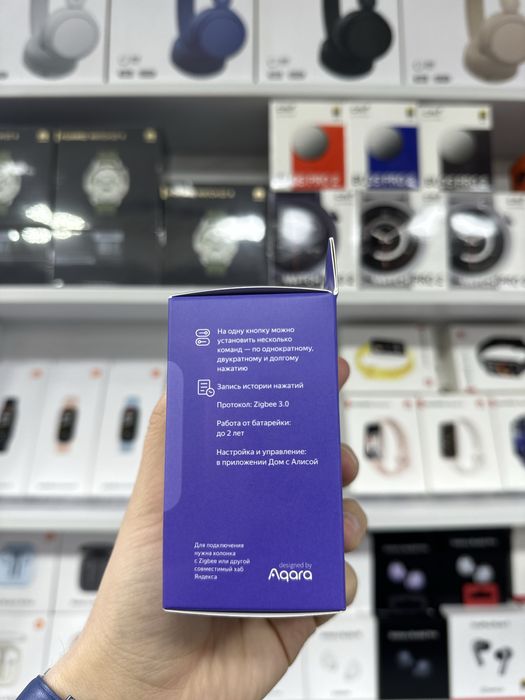 На одну кнопку можно
установить несколько
команд — по однократному,
двукратному и долгому
нажатию
Запись истории нажатий
Протокол: Zigbee 3.0
Работа от батарейки:
до 2 лет
Настройка и управление:
в приложении Дом с Алисой
Для подключения
нужна колонка
с Zigbee или другой
совместимый хаб
Яндекса
designed by
Aqara